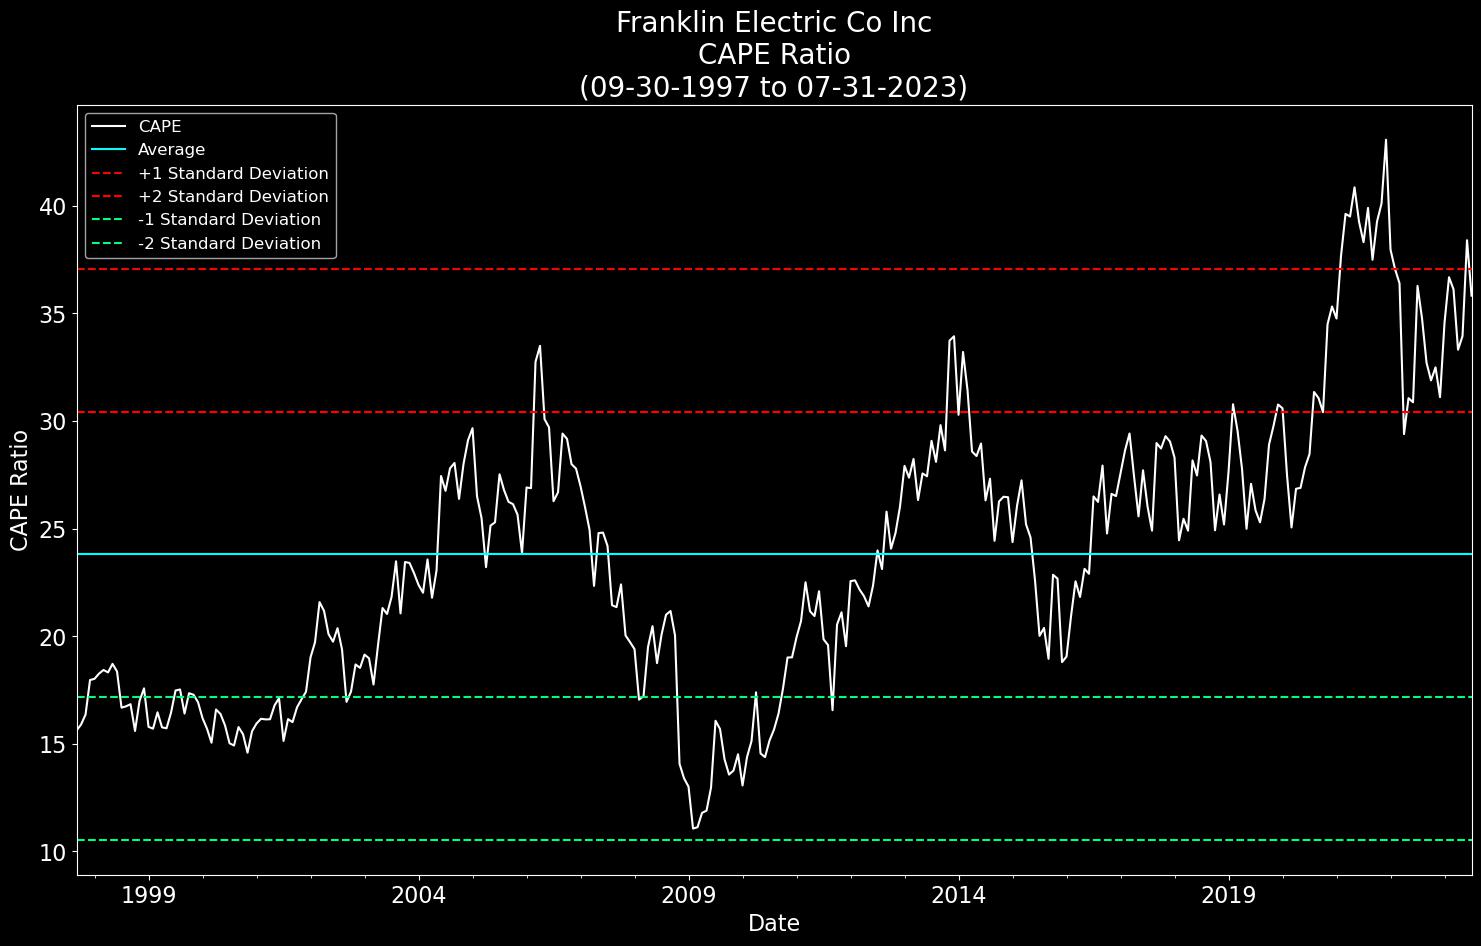 Franklin Electric Co Inc
CAPE Ratio
(09-30-1997 to 07-31-2023)
CAPE
Average
+1 Standard Deviation
+2 Standard Deviation
-1 Standard Deviation
-2 Standard Deviation
40
35
30
25
20
15
10
CAPE Ratio
1999 2004 2009 2014 2019
Date